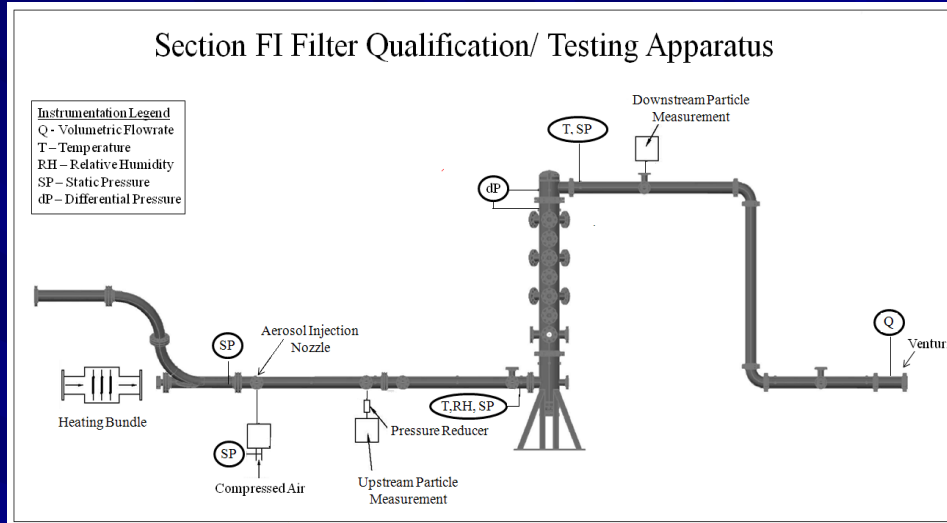 Section FI Filter Qualification/ Testing Apparatus
Instrumentation Legend
Q - Volumetric Flowrate
T – Temperature
RH – Relative Humidity
SP – Static Pressure
dP – Differential Pressure
Downstream Particle
Measurement
T, SP
dP
Q
Venturi
SP
Aerosol Injection
Nozzle
T,RH, SP
Heating Bundle
Pressure Reducer
SP
Compressed Air
Upstream Particle
Measurement